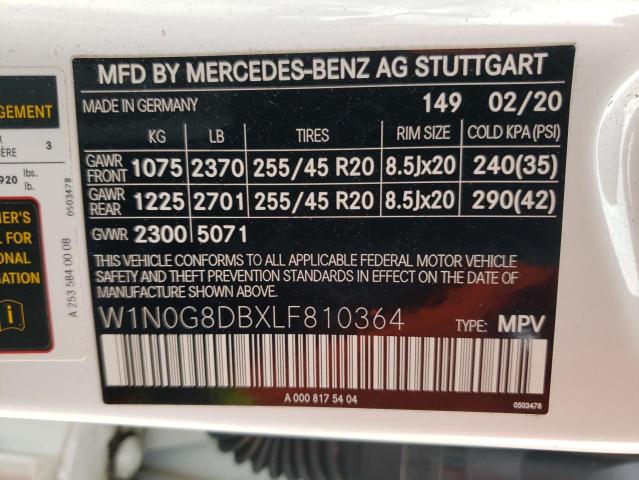 MFD BY MERCEDES-BENZ AG STUTTGART
MADE IN GERMANY 149 02/20
KG LB TIRES RIM SIZE COLD KPA (PSI)
GAWR FRONT 1075 2370 255/45 R20 8.5Jx20 240(35)
GAWR REAR 1225 2701 255/45 R20 8.5Jx20 290(42)
GVWR 2300 5071
THIS VEHICLE CONFORMS TO ALL APPLICABLE FEDERAL MOTOR VEHICLE
SAFETY AND THEFT PREVENTION STANDARDS IN EFFECT ON THE DATE OF
MANUFACTURE SHOWN ABOVE.
W1N0G8DBXLF810364 TYPE: MPV
A 000 817 54 04
0503478
3
920 lbs.
lb.
FOR
A 253 584 00 08 0503478